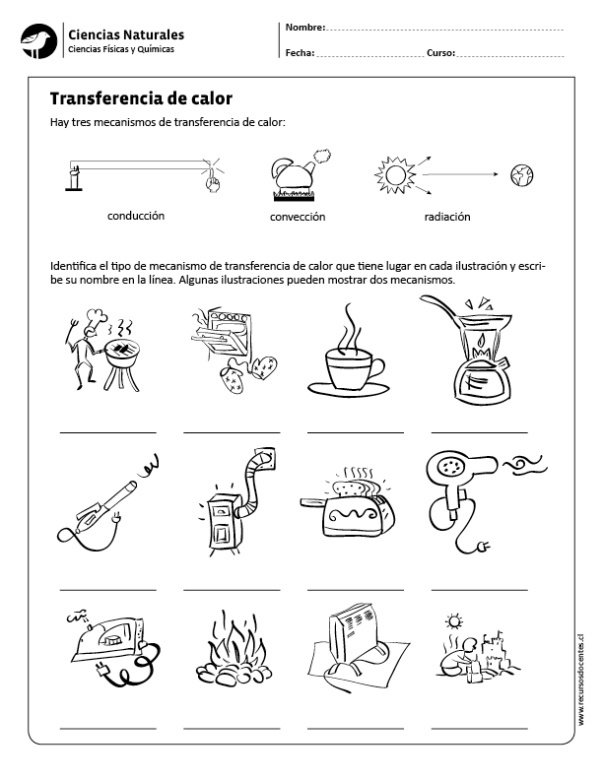 Ciencias Naturales
Ciencias Físicas y Químicas
Nombre:
Fecha: Curso:
Transferencia de calor
Hay tres mecanismos de transferencia de calor:
conducción convección radiación
Identifica el tipo de mecanismo de transferencia de calor que tiene lugar en cada ilustración y escri-
be su nombre en la línea. Algunas ilustraciones pueden mostrar dos mecanismos.
www.recursosdocentes.cl